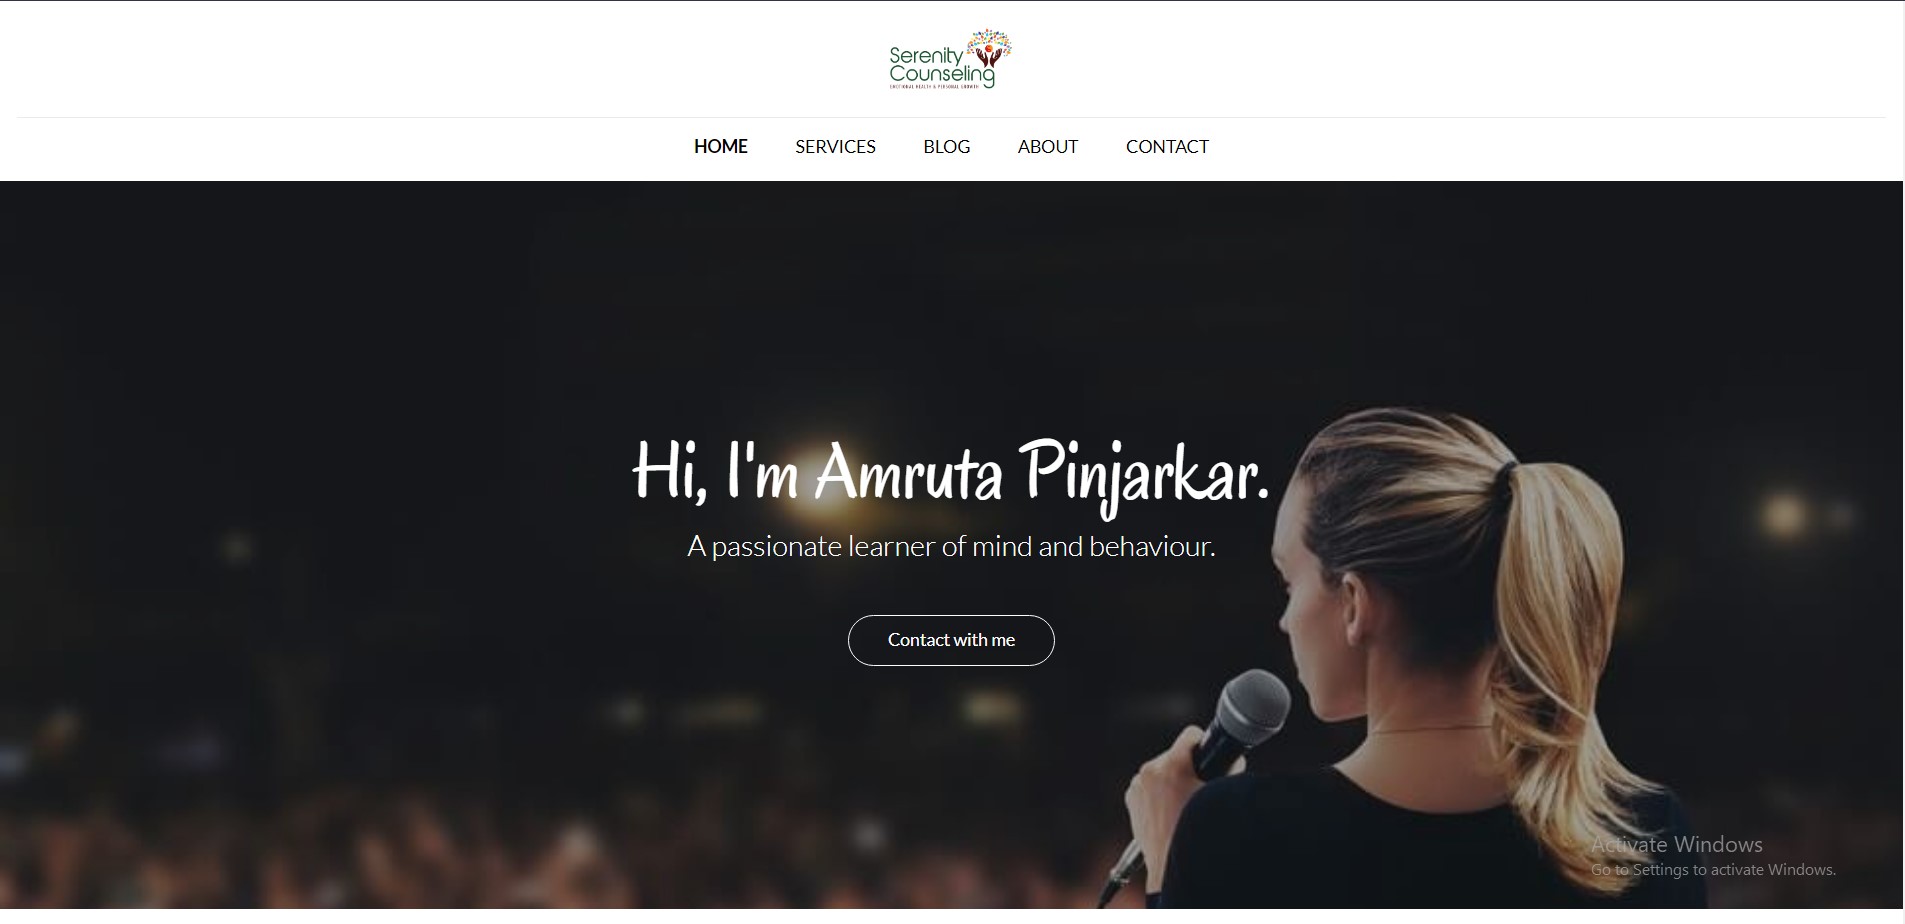 Serenity
Counseling
EMOTIONAL HEALTH & PERSONAL GROWTH
HOME SERVICES BLOG ABOUT CONTACT
Hi, I'm Amruta Pinjarkar.
A passionate learner of mind and behaviour.
Contact with me
Activate Windows
Go to Settings to activate Windows.